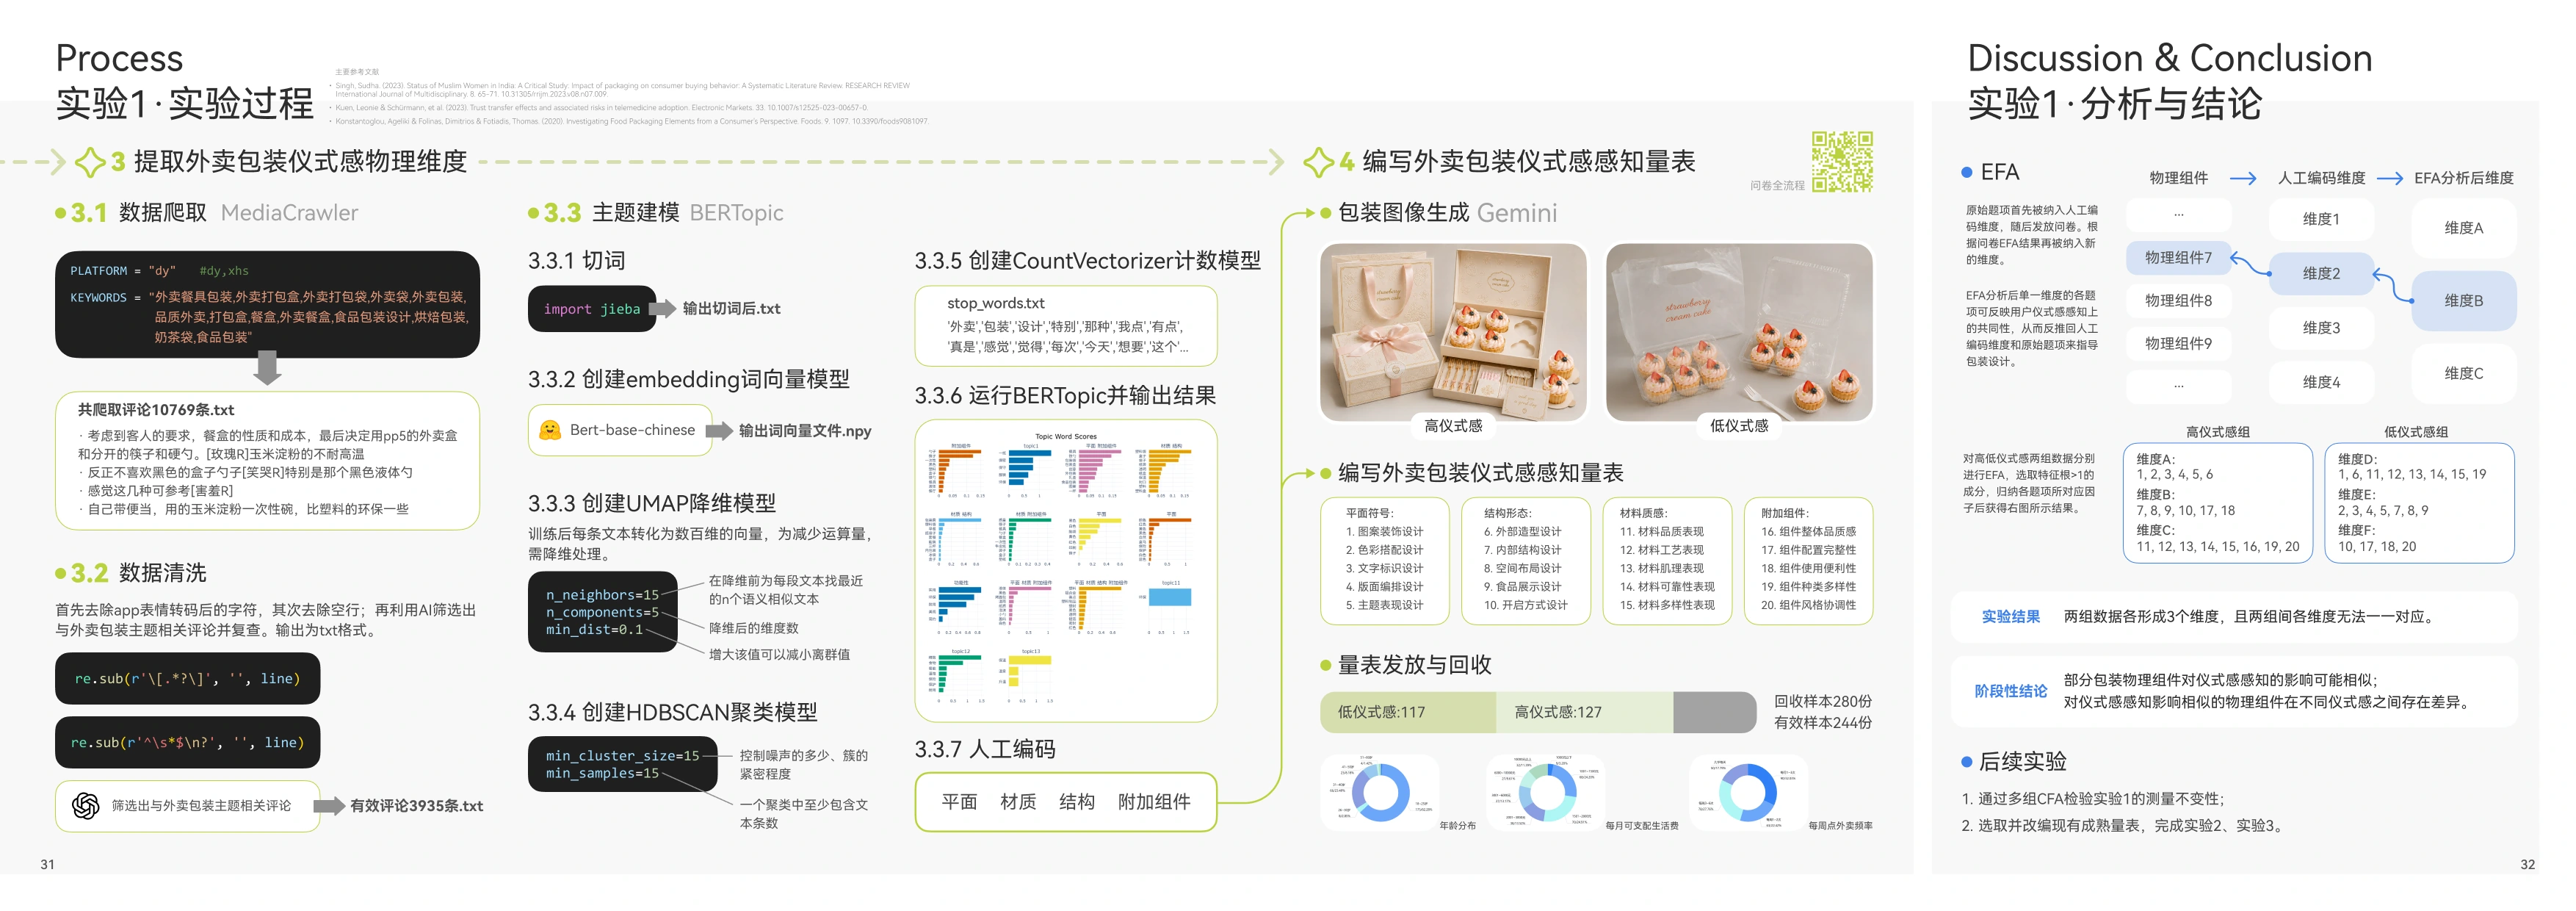 Process
实验1·实验过程
主要参考文献
• Singh, Sudha. (2023). Status of Muslim Women in India: A Critical Study: Impact of packaging on consumer buying behavior: A Systematic Literature Review. RESEARCH REVIEW
International Journal of Multidisciplinary. 8. 65-71. 10.31305/rrijm.2023.v08.n07.009.
• Kuen, Leonie & Schürmann, et al. (2023). Trust transfer effects and associated risks in telemedicine adoption. Electronic Markets. 33. 10.1007/s12525-023-00657-0.
• Konstantoglou, Ageliki & Folinas, Dimitrios & Fotiadis, Thomas. (2020). Investigating Food Packaging Elements from a Consumer's Perspective. Foods. 9. 1097. 10.3390/foods9081097.
3 提取外卖包装仪式感物理维度
3.1 数据爬取 MediaCrawler
PLATFORM = "dy" #dy,xhs
KEYWORDS = "外卖餐具包装,外卖打包盒,外卖打包袋,外卖袋,外卖包装,
品质外卖,打包盒,餐盒,外卖餐盒,食品包装设计,烘焙包装,
奶茶袋,食品包装"
共爬取评论10769条.txt
· 考虑到客人的要求，餐盒的性质和成本，最后决定用pp5的外卖盒
和分开的筷子和硬勺。[玫瑰R]玉米淀粉的不耐高温
· 反正不喜欢黑色的盒子勺子[笑哭R]特别是那个黑色液体勺
· 感觉这几种可参考[害羞R]
· 自己带便当，用的玉米淀粉一次性碗，比塑料的环保一些
3.2 数据清洗
首先去除app表情转码后的字符，其次去除空行；再利用AI筛选出
与外卖包装主题相关评论并复查。输出为txt格式。
re.sub(r'\[.*?\]', '', line)
re.sub(r'^\s*$\n?', '', line)
筛选出与外卖包装主题相关评论
有效评论3935条.txt
31
3.3 主题建模 BERTopic
3.3.1 切词
import jieba
输出切词后.txt
3.3.2 创建embedding词向量模型
Bert-base-chinese
输出词向量文件.npy
3.3.3 创建UMAP降维模型
训练后每条文本转化为数百维的向量，为减少运算量，
需降维处理。
n_neighbors=15
n_components=5
min_dist=0.1
在降维前为每段文本找最近
的n个语义相似文本
降维后的维度数
增大该值可以减小离群值
3.3.4 创建HDBSCAN聚类模型
min_cluster_size=15
min_samples=15
控制噪声的多少、簇的
紧密程度
一个聚类中至少包含文
本条数
3.3.5 创建CountVectorizer计数模型
stop_words.txt
'外卖','包装','设计','特别','那种','我点','有点',
'真是','感觉','觉得','每次','今天','想要','这个'...
3.3.6 运行BERTopic并输出结果
Topic Word Scores
附加组件
topic1
平面 附加组件
材质 结构
材质 结构
材质 附加组件
平面
平面
功能性
平面 材质 附加组件
平面 材质 结构 附加组件
topic11
topic12
topic13
3.3.7 人工编码
平面 材质 结构 附加组件
4 编写外卖包装仪式感感知量表
问卷全流程
包装图像生成 Gemini
strawberry
cream cake
高仪式感
低仪式感
编写外卖包装仪式感感知量表
平面符号:
1. 图案装饰设计
2. 色彩搭配设计
3. 文字标识设计
4. 版面编排设计
5. 主题表现设计
结构形态:
6. 外部造型设计
7. 内部结构设计
8. 空间布局设计
9. 食品展示设计
10. 开启方式设计
材料质感:
11. 材料品质表现
12. 材料工艺表现
13. 材料肌理表现
14. 材料可靠性表现
15. 材料多样性表现
附加组件:
16. 组件整体品质感
17. 组件配置完整性
18. 组件使用便利性
19. 组件种类多样性
20. 组件风格协调性
量表发放与回收
低仪式感:117
高仪式感:127
回收样本280份
有效样本244份
年龄分布
每月可支配生活费
每周点外卖频率
Discussion & Conclusion
实验1·分析与结论
EFA
原始题项首先被纳入人工编
码维度，随后发放问卷。根
据问卷EFA结果再被纳入新
的维度。
EFA分析后单一维度的各题
项可反映用户仪式感感知上
的共同性，从而反推回人工
编码维度和原始题项来指导
包装设计。
物理组件
人工编码维度
EFA分析后维度
...
物理组件7
物理组件8
物理组件9
...
维度1
维度2
维度3
维度4
维度A
维度B
维度C
对高低仪式感两组数据分别
进行EFA，选取特征根>1的
成分，归纳各题项所对应因
子后获得右图所示结果。
高仪式感组
维度A:
1, 2, 3, 4, 5, 6
维度B:
7, 8, 9, 10, 17, 18
维度C:
11, 12, 13, 14, 15, 16, 19, 20
低仪式感组
维度D:
1, 6, 11, 12, 13, 14, 15, 19
维度E:
2, 3, 4, 5, 7, 8, 9
维度F:
10, 17, 18, 20
实验结果
两组数据各形成3个维度，且两组间各维度无法一一对应。
阶段性结论
部分包装物理组件对仪式感感知的影响可能相似；
对仪式感感知影响相似的物理组件在不同仪式感之间存在差异。
后续实验
1. 通过多组CFA检验实验1的测量不变性；
2. 选取并改编现有成熟量表，完成实验2、实验3。
32